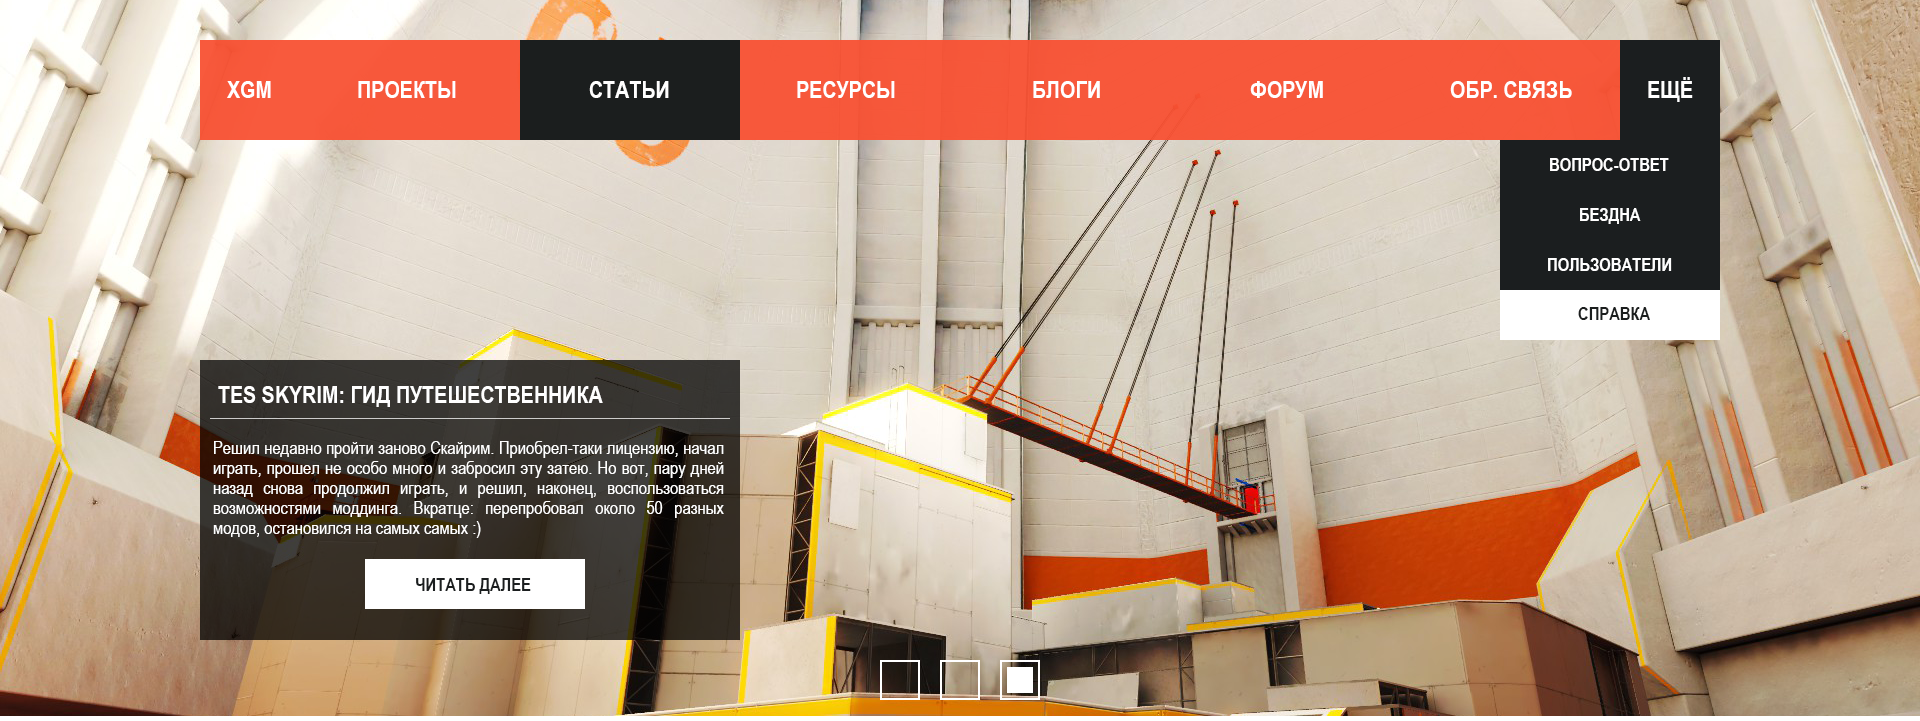 XGM ПРОЕКТЫ СТАТЬИ РЕСУРСЫ БЛОГИ ФОРУМ ОБР. СВЯЗЬ ЕЩЁ
ВОПРОС-ОТВЕТ
БЕЗДНА
ПОЛЬЗОВАТЕЛИ
СПРАВКА
TES SKYRIM: ГИД ПУТЕШЕСТВЕННИКА
Решил недавно пройти заново Скайрим. Приобрел-таки лицензию, начал
играть, прошел не особо много и забросил эту затею. Но вот, пару дней
назад снова продолжил играть, и решил, наконец, воспользоваться
возможностями моддинга. Вкратце: перепробовал около 50 разных
модов, остановился на самых самых :)
ЧИТАТЬ ДАЛЕЕ